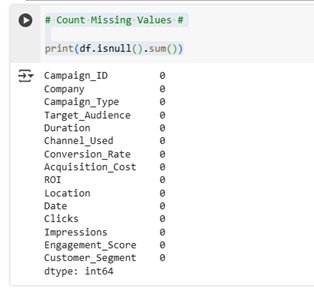 # Count Missing Values #
print(df.isnull().sum())
Campaign_ID 0
Company 0
Campaign_Type 0
Target_Audience 0
Duration 0
Channel_Used 0
Conversion_Rate 0
Acquisition_Cost 0
ROI 0
Location 0
Date 0
Clicks 0
Impressions 0
Engagement_Score 0
Customer_Segment 0
dtype: int64